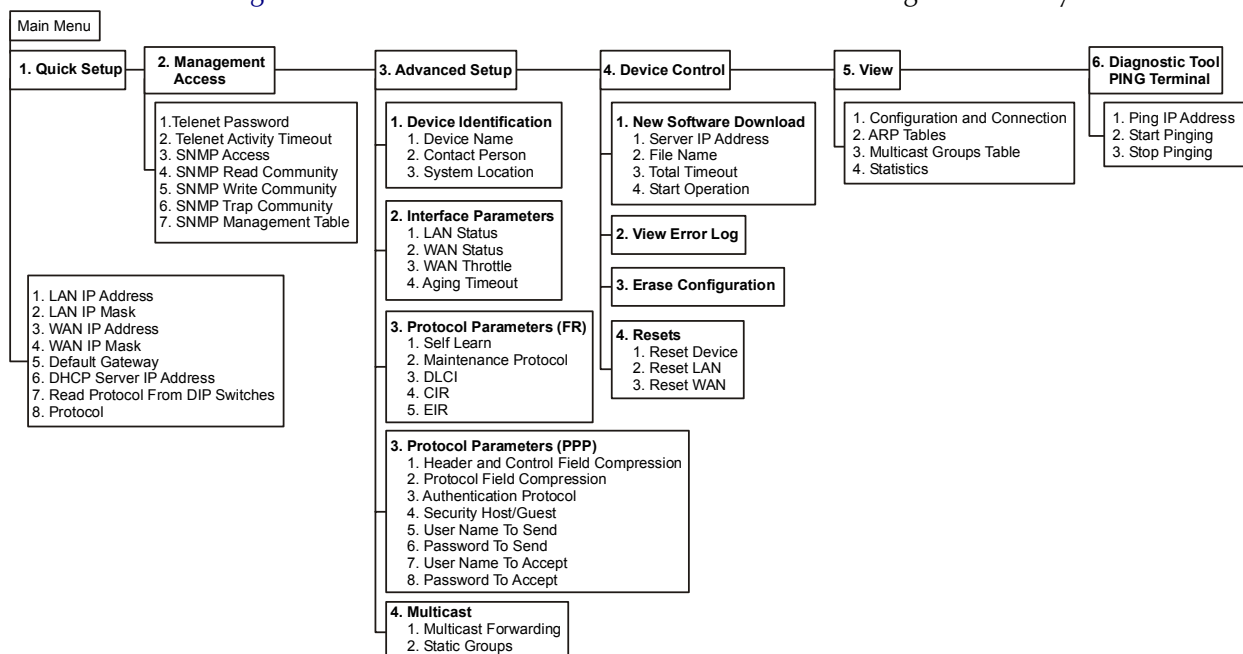 Main Menu
1. Quick Setup
2. Management
Access
3. Advanced Setup
4. Device Control
5. View
6. Diagnostic Tool
PING Terminal
1.Telenet Password
2. Telenet Activity Timeout
3. SNMP Access
4. SNMP Read Community
5. SNMP Write Community
6. SNMP Trap Community
7. SNMP Management Table
1. LAN IP Address
2. LAN IP Mask
3. WAN IP Address
4. WAN IP Mask
5. Default Gateway
6. DHCP Server IP Address
7. Read Protocol From DIP Switches
8. Protocol
1. Device Identification
1. Device Name
2. Contact Person
3. System Location
2. Interface Parameters
1. LAN Status
2. WAN Status
3. WAN Throttle
4. Aging Timeout
3. Protocol Parameters (FR)
1. Self Learn
2. Maintenance Protocol
3. DLCI
4. CIR
5. EIR
3. Protocol Parameters (PPP)
1. Header and Control Field Compression
2. Protocol Field Compression
3. Authentication Protocol
4. Security Host/Guest
5. User Name To Send
6. Password To Send
7. User Name To Accept
8. Password To Accept
4. Multicast
1. Multicast Forwarding
2. Static Groups
1. New Software Download
1. Server IP Address
2. File Name
3. Total Timeout
4. Start Operation
2. View Error Log
3. Erase Configuration
4. Resets
1. Reset Device
2. Reset LAN
3. Reset WAN
1. Configuration and Connection
2. ARP Tables
3. Multicast Groups Table
4. Statistics
1. Ping IP Address
2. Start Pinging
3. Stop Pinging